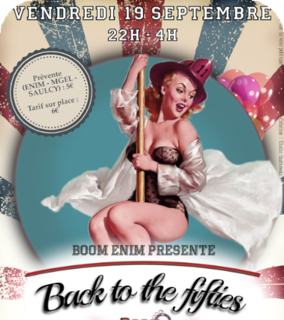 VENDREDI 19 SEPTEMBRE
22H - 4H
Prévente
(ENIM - MGEL -
SAULCY) : 5€
Tarif sur place :
6€
BOOM ENIM PRESENTE
Back to the fifties